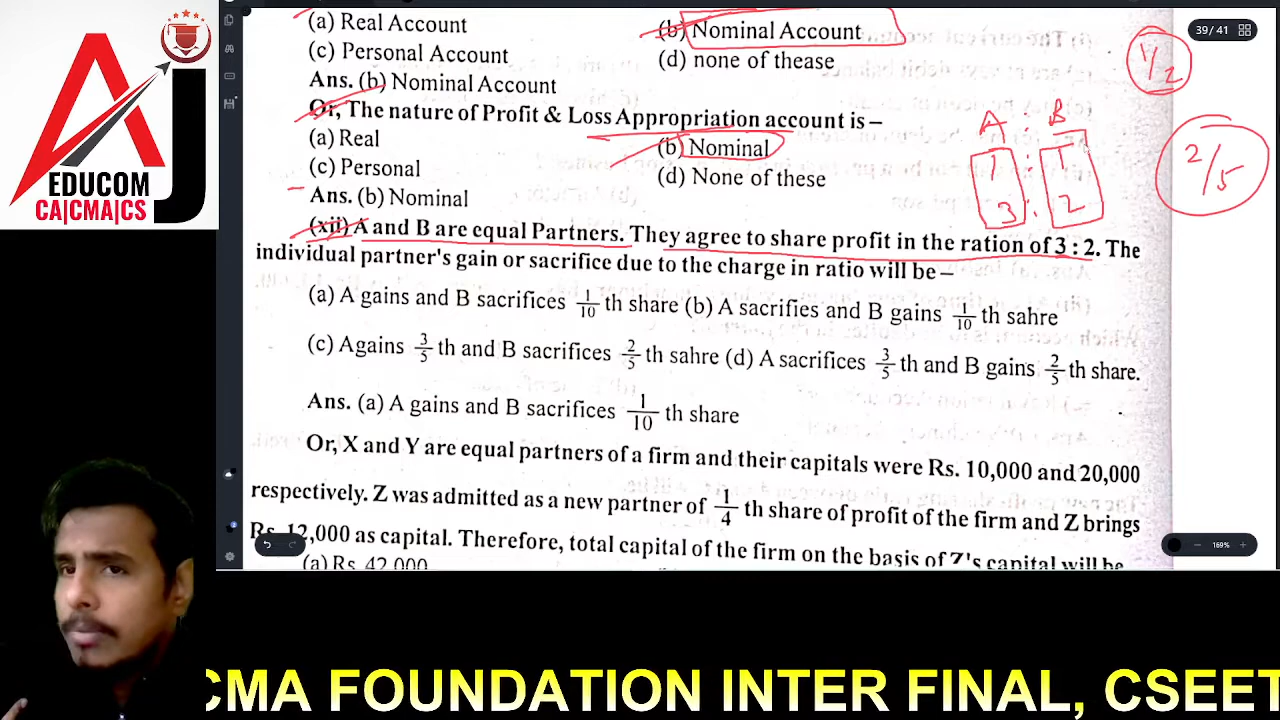 (a) Real Account
(b) Nominal Account
(c) Personal Account
(d) none of thease
Ans. (b) Nominal Account
Or, The nature of Profit & Loss Appropriation account is –
(a) Real
(b) Nominal
(c) Personal
(d) None of these
Ans. (b) Nominal
(xii) A and B are equal Partners. They agree to share profit in the ration of 3 : 2. The
individual partner's gain or sacrifice due to the charge in ratio will be –
(a) A gains and B sacrifices 1/10 th share (b) A sacrifies and B gains 1/10 th sahre
(c) Agains 3/5 th and B sacrifices 2/5 th sahre (d) A sacrifices 3/5 th and B gains 2/5 th share.
Ans. (a) A gains and B sacrifices 1/10 th share
Or, X and Y are equal partners of a firm and their capitals were Rs. 10,000 and 20,000
respectively. Z was admitted as a new partner of 1/4 th share of profit of the firm and Z brings
Rs. 12,000 as capital. Therefore, total capital of the firm on the basis of Z's capital will be
(a) Rs. 42,000
A : B
1 : 1
3 : 2
1/2
2/5
39 / 41
169%
AJ
EDUCOM
CA|CMA|CS
CMA FOUNDATION INTER FINAL, CSEET